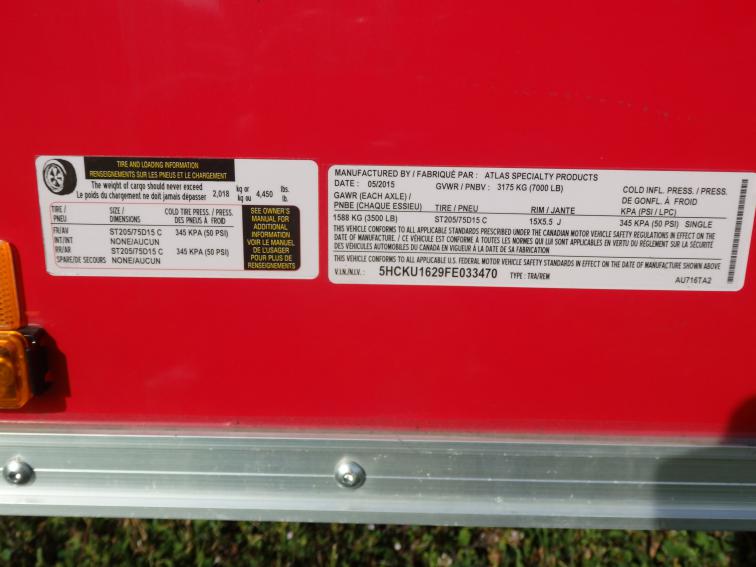 TIRE AND LOADING INFORMATION
RENSEIGNEMENTS SUR LES PNEUS ET LE CHARGEMENT
The weight of cargo should never exceed
Le poids du chargement ne doit jamais dépasser
2,018 kg or 4,450 lbs.
kg ou lb.
TIRE / SIZE / COLD TIRE PRESS. / PRESS.
PNEU DIMENSIONS DES PNEUS À FROID
FR/AV ST205/75D15 C 345 KPA (50 PSI)
INT/INT NONE/AUCUN
RR/AR ST205/75D15 C 345 KPA (50 PSI)
SPARE/DE SECOURS NONE/AUCUN
SEE OWNER'S
MANUAL FOR
ADDITIONAL
INFORMATION
VOIR LE MANUEL
DE L'USAGER
POUR PLUS DE
RENSEIGNEMENTS
MANUFACTURED BY / FABRIQUÉ PAR : ATLAS SPECIALTY PRODUCTS
DATE : 05/2015 GVWR / PNBV : 3175 KG (7000 LB)
GAWR (EACH AXLE) / COLD INFL. PRESS. / PRESS.
PNBE (CHAQUE ESSIEU) TIRE / PNEU RIM / JANTE DE GONFL. À FROID
KPA (PSI / LPC)
1588 KG (3500 LB) ST205/75D15 C 15X5.5 J 345 KPA (50 PSI) SINGLE
THIS VEHICLE CONFORMS TO ALL APPLICABLE STANDARDS PRESCRIBED UNDER THE CANADIAN MOTOR VEHICLE SAFETY REGULATIONS IN EFFECT ON THE
DATE OF MANUFACTURE. / CE VÉHICULE EST CONFORME À TOUTES LES NORMES QUI LUI SONT APPLICABLES EN VERTU DU RÈGLEMENT SUR LA SÉCURITÉ
DES VÉHICULES AUTOMOBILES DU CANADA EN VIGUEUR À LA DATE DE SA FABRICATION.
THIS VEHICLE CONFORMS TO ALL APPLICABLE U.S. FEDERAL MOTOR VEHICLE SAFETY STANDARDS IN EFFECT ON THE DATE OF MANUFACTURE SHOWN ABOVE
V.I.N./N.I.V.: 5HCKU1629FE033470 TYPE: TRA/REM AU716TA2